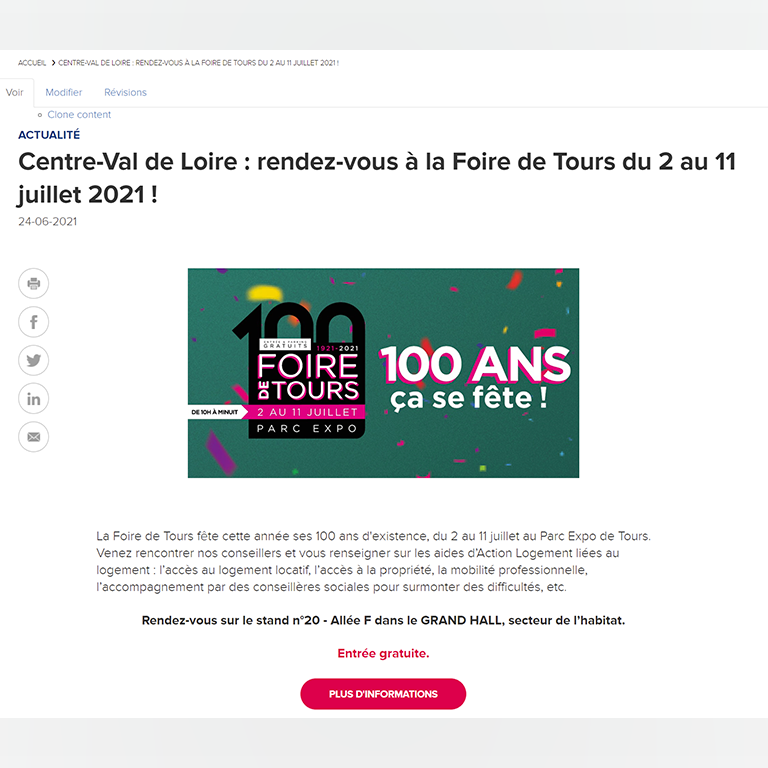 ACCUEIL > CENTRE-VAL DE LOIRE : RENDEZ-VOUS À LA FOIRE DE TOURS DU 2 AU 11 JUILLET 2021 !
Voir Modifier Révisions
Clone content
ACTUALITÉ
Centre-Val de Loire : rendez-vous à la Foire de Tours du 2 au 11
juillet 2021 !
24-06-2021
100
ENTRÉE & PARKING
GRATUITS 1921-2021
FOIRE
DE TOURS
DE 10H À MINUIT 2 AU 11 JUILLET
PARC EXPO
100 ANS
ça se fête !
La Foire de Tours fête cette année ses 100 ans d'existence, du 2 au 11 juillet au Parc Expo de Tours.
Venez rencontrer nos conseillers et vous renseigner sur les aides d'Action Logement liées au
logement : l'accès au logement locatif, l'accès à la propriété, la mobilité professionnelle,
l'accompagnement par des conseillères sociales pour surmonter des difficultés, etc.
Rendez-vous sur le stand n°20 - Allée F dans le GRAND HALL, secteur de l'habitat.
Entrée gratuite.
PLUS D'INFORMATIONS